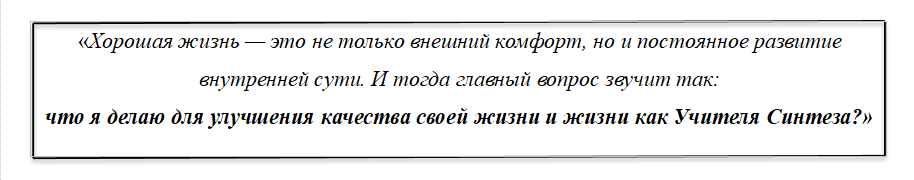 «Хорошая жизнь — это не только внешний комфорт, но и постоянное развитие
внутренней сути. И тогда главный вопрос звучит так:
что я делаю для улучшения качества своей жизни и жизни как Учителя Синтеза?»